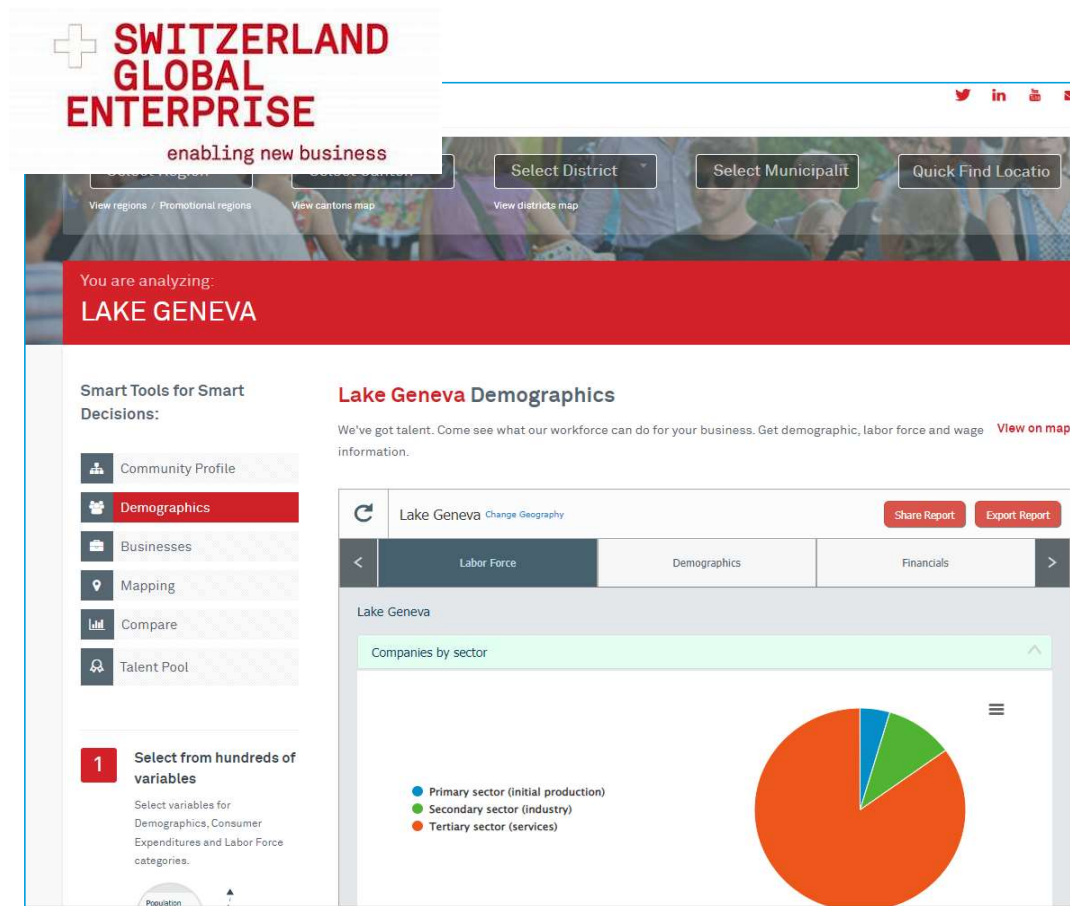 SWITZERLAND
GLOBAL
ENTERPRISE
enabling new business
Select Region
Select Canton
Select District
Select Municipalit
Quick Find Locatio
View regions / Promotional regions
View cantons map
View districts map
You are analyzing:
LAKE GENEVA
Smart Tools for Smart
Decisions:
Community Profile
Demographics
Businesses
Mapping
Compare
Talent Pool
1
Select from hundreds of
variables
Select variables for
Demographics, Consumer
Expenditures and Labor Force
categories.
Population
Lake Geneva Demographics
We've got talent. Come see what our workforce can do for your business. Get demographic, labor force and wage
information.
View on map
Lake Geneva Change Geography
Share Report
Export Report
<
Labor Force
Demographics
Financials
>
Lake Geneva
Companies by sector
Primary sector (initial production)
Secondary sector (industry)
Tertiary sector (services)